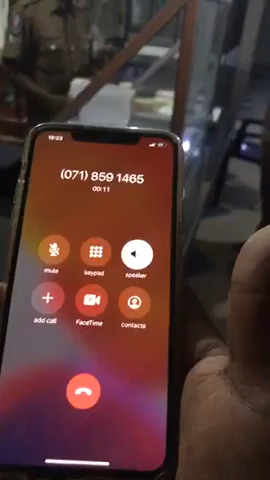 19:23
(071) 859 1465
00:11
mute
keypad
speaker
add call
FaceTime
contacts